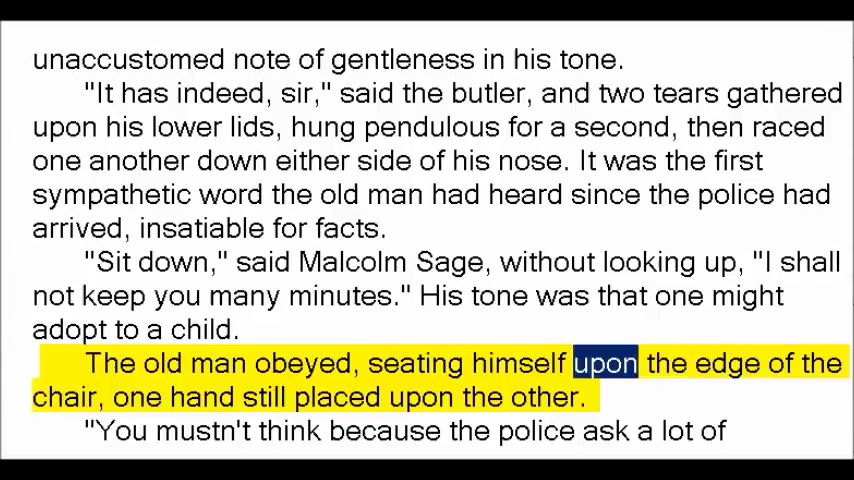 unaccustomed note of gentleness in his tone.
"It has indeed, sir," said the butler, and two tears gathered
upon his lower lids, hung pendulous for a second, then raced
one another down either side of his nose. It was the first
sympathetic word the old man had heard since the police had
arrived, insatiable for facts.
"Sit down," said Malcolm Sage, without looking up, "I shall
not keep you many minutes." His tone was that one might
adopt to a child.
The old man obeyed, seating himself upon the edge of the
chair, one hand still placed upon the other.
"You mustn't think because the police ask a lot of